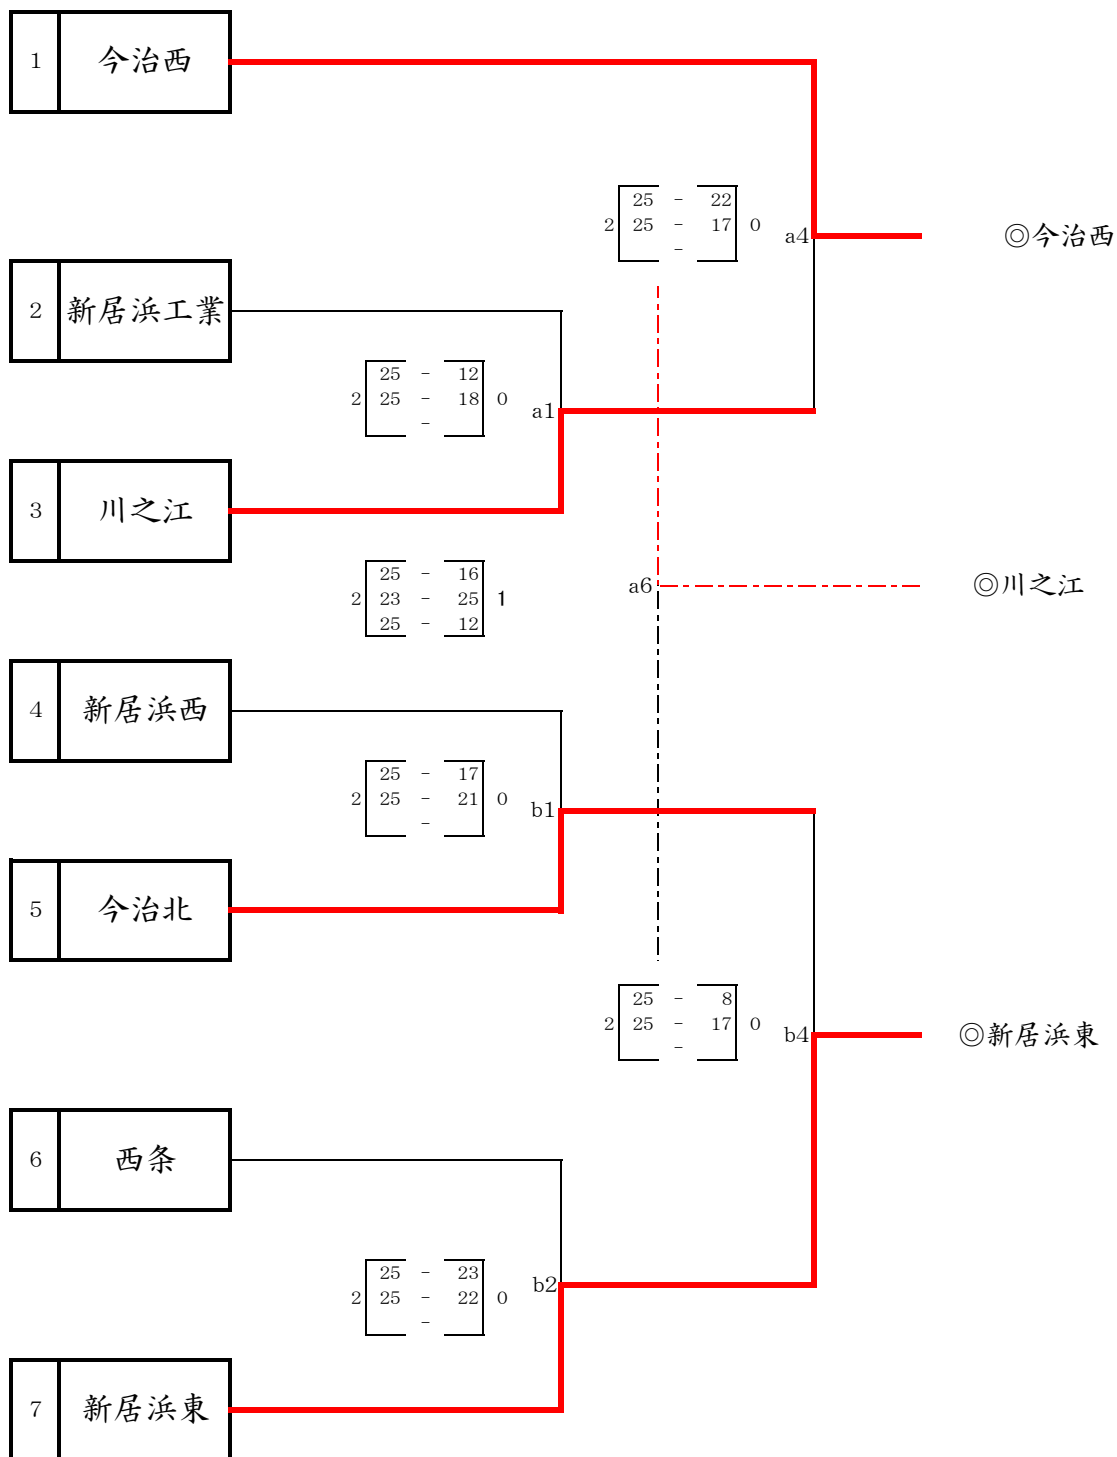 1 今治西
25 - 22
2 25 - 17 0
-
a4
◎今治西
2 新居浜工業
25 - 12
2 25 - 18 0
-
a1
3 川之江
25 - 16
2 23 - 25 1
25 - 12
a6
◎川之江
4 新居浜西
25 - 17
2 25 - 21 0
-
b1
5 今治北
25 - 8
2 25 - 17 0
-
b4
◎新居浜東
6 西条
25 - 23
2 25 - 22 0
-
b2
7 新居浜東